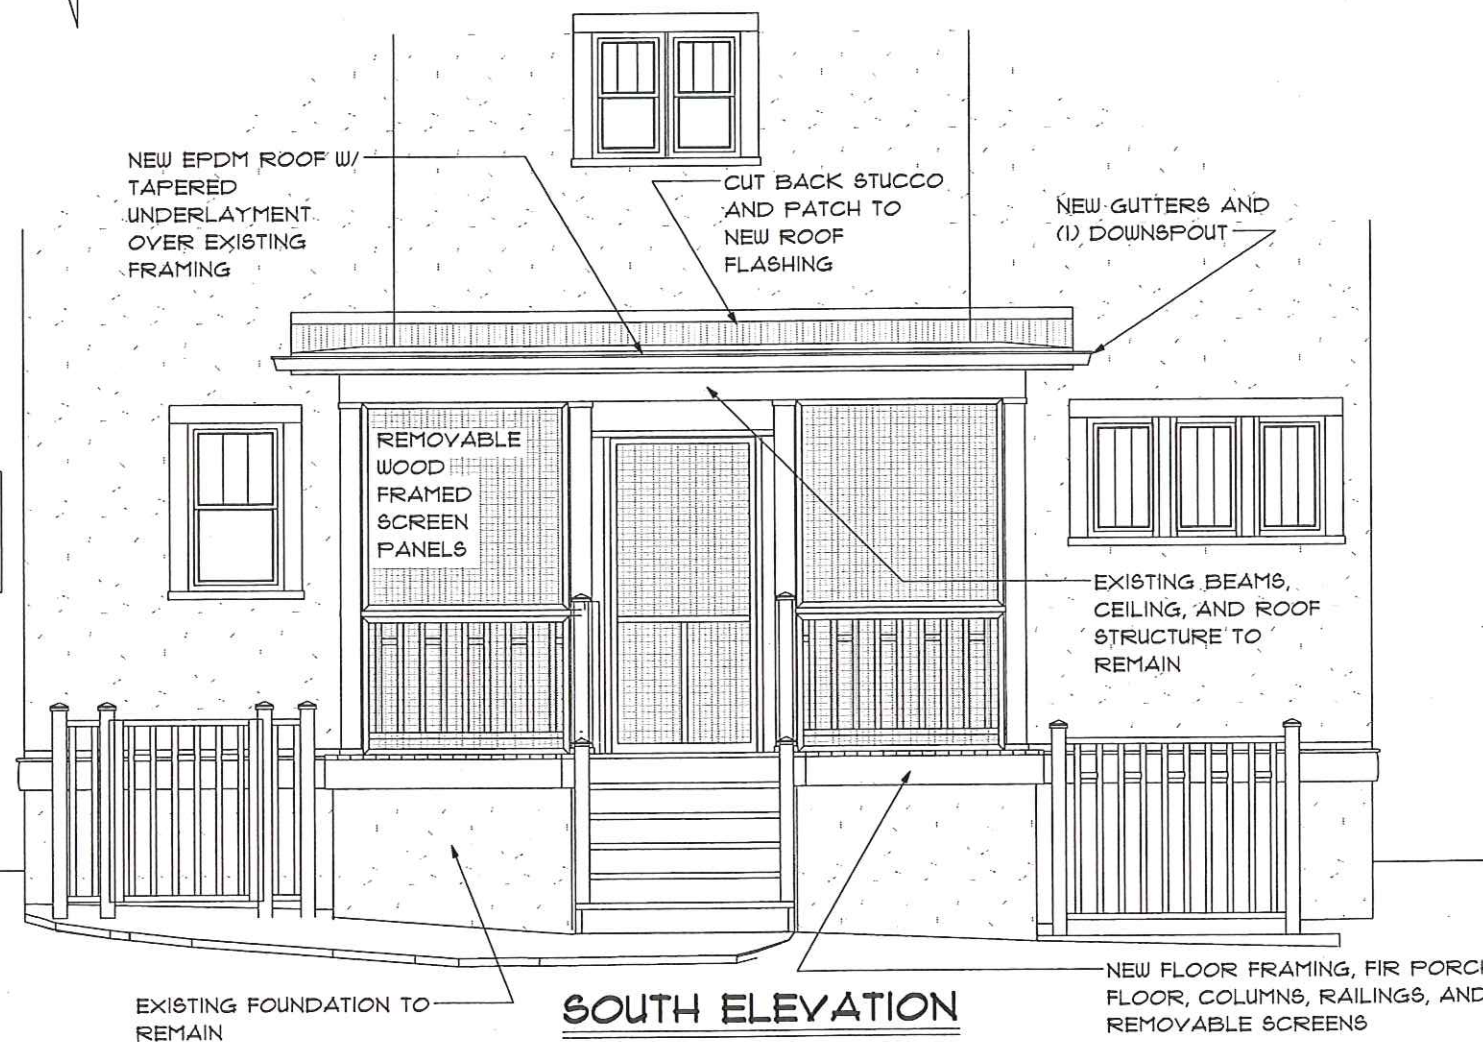 NEW EPDM ROOF W/
TAPERED
UNDERLAYMENT
OVER EXISTING
FRAMING
CUT BACK STUCCO
AND PATCH TO
NEW ROOF
FLASHING
NEW GUTTERS AND
(1) DOWNSPOUT
REMOVABLE
WOOD
FRAMED
SCREEN
PANELS
EXISTING BEAMS,
CEILING, AND ROOF
STRUCTURE TO
REMAIN
EXISTING FOUNDATION TO
REMAIN
SOUTH ELEVATION
NEW FLOOR FRAMING, FIR PORCH
FLOOR, COLUMNS, RAILINGS, AND
REMOVABLE SCREENS